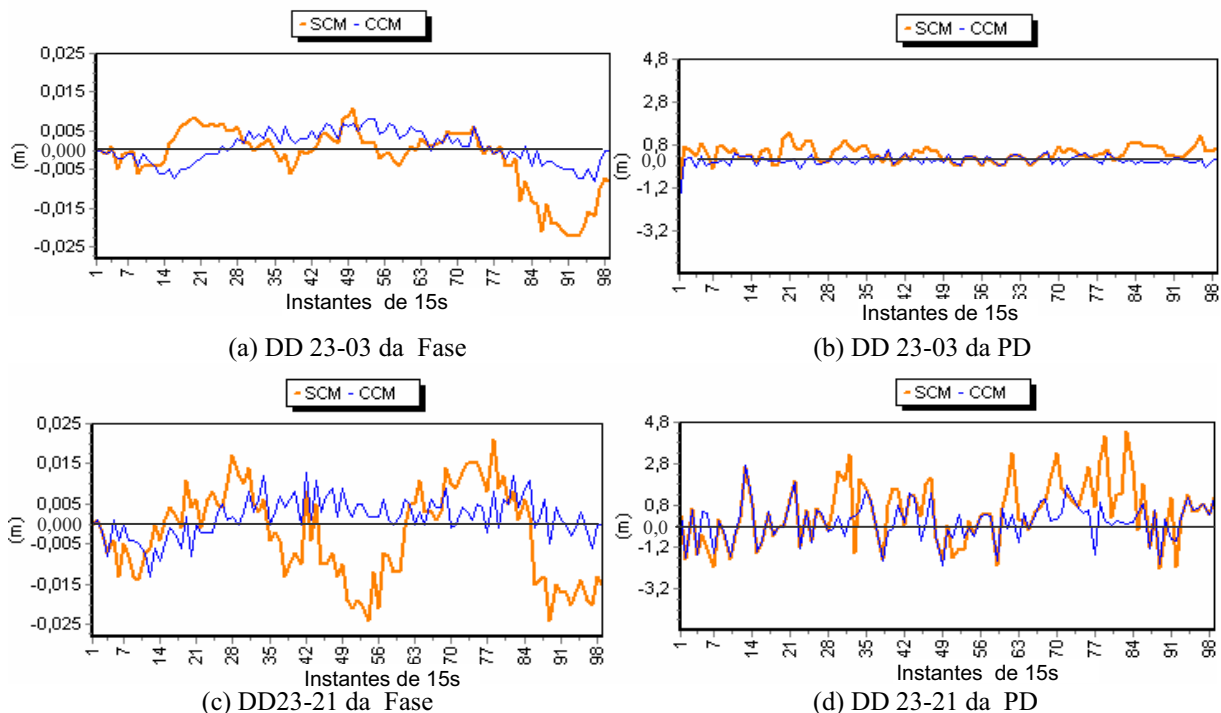 SCM CCM
0,025
0,015
0,005
0,000
-0,005
-0,015
-0,025
(m)
1 7 14 21 28 35 42 49 56 63 70 77 84 91 98
Instantes de 15s
(a) DD 23-03 da Fase
SCM CCM
4,8
2,8
0,8
0,0
-1,2
-3,2
(m)
1 7 14 21 28 35 42 49 56 63 70 77 84 91 98
Instantes de 15s
(b) DD 23-03 da PD
SCM CCM
0,025
0,015
0,005
0,000
-0,005
-0,015
-0,025
(m)
1 7 14 21 28 35 42 49 56 63 70 77 84 91 98
Instantes de 15s
(c) DD23-21 da Fase
SCM CCM
4,8
2,8
0,8
0,0
-1,2
-3,2
(m)
1 7 14 21 28 35 42 49 56 63 70 77 84 91 98
Instantes de 15s
(d) DD 23-21 da PD